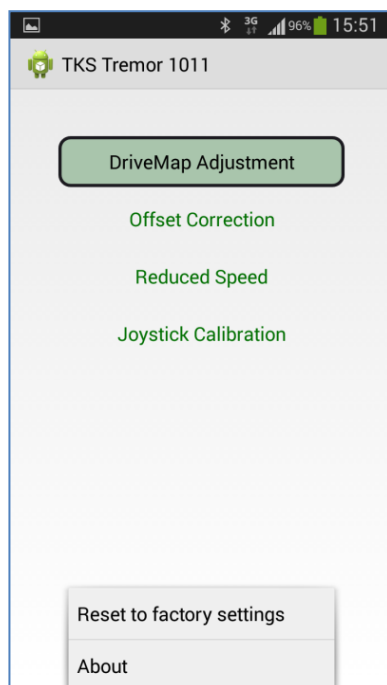 3G 96% 15:51
TKS Tremor 1011
DriveMap Adjustment
Offset Correction
Reduced Speed
Joystick Calibration
Reset to factory settings
About